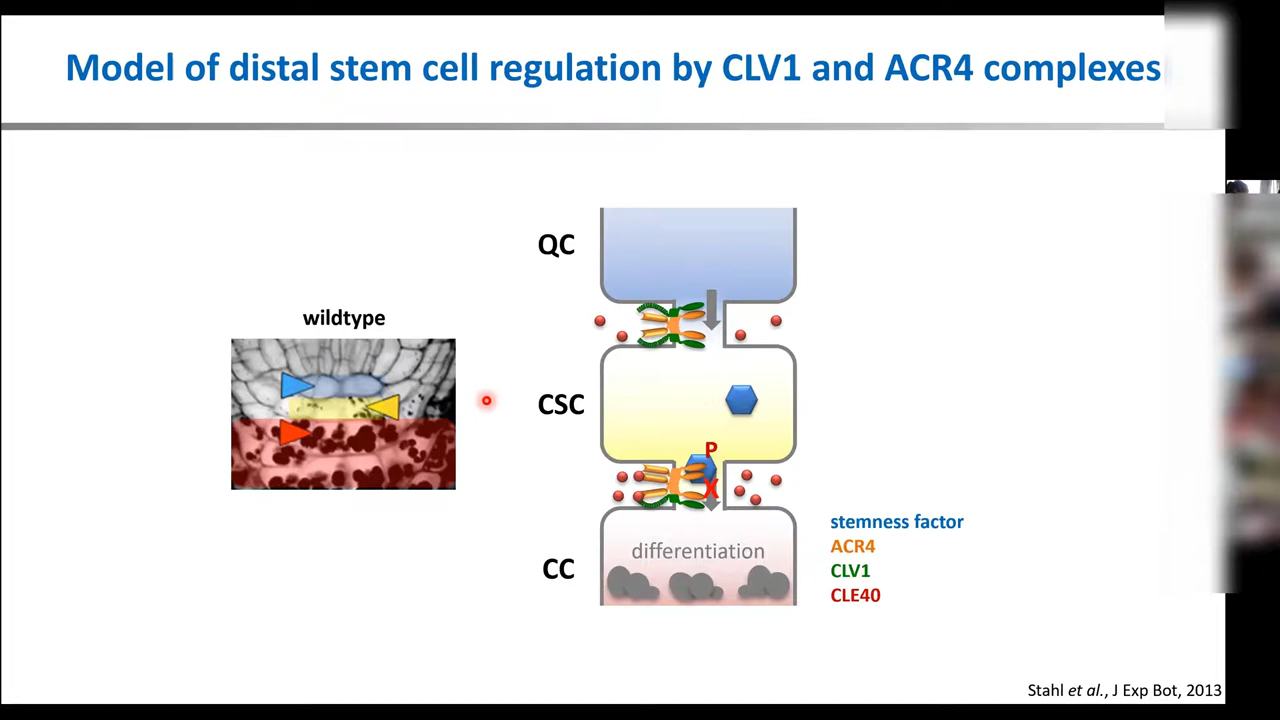 Model of distal stem cell regulation by CLV1 and ACR4 complexes
QC
wildtype
CSC
P
X
differentiation
CC
stemness factor
ACR4
CLV1
CLE40
Stahl et al., J Exp Bot, 2013